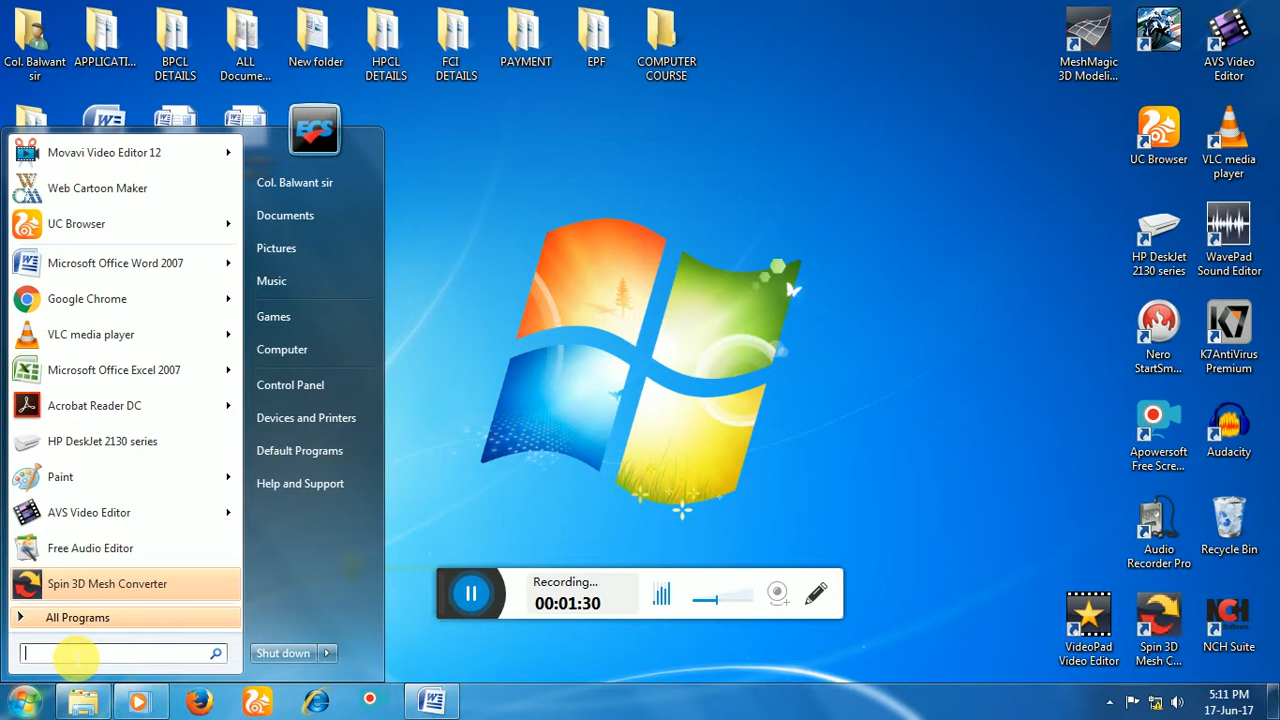 Col. Balwant
sir
APPLICATI...
BPCL
DETAILS
ALL
Docume...
New folder
HPCL
DETAILS
FCI
DETAILS
PAYMENT
EPF
COMPUTER
COURSE
MeshMagic
3D Modeli...
AVS Video
Editor
UC Browser
VLC media
player
HP DeskJet
2130 series
WavePad
Sound Editor
Nero
StartSm...
K7AntiVirus
Premium
Apowersoft
Free Scre...
Audacity
Audio
Recorder Pro
Recycle Bin
VideoPad
Video Editor
Spin 3D
Mesh C...
NCH Suite
ECS
Movavi Video Editor 12
Web Cartoon Maker
UC Browser
Microsoft Office Word 2007
Google Chrome
VLC media player
Microsoft Office Excel 2007
Acrobat Reader DC
HP DeskJet 2130 series
Paint
AVS Video Editor
Free Audio Editor
Spin 3D Mesh Converter
All Programs
Col. Balwant sir
Documents
Pictures
Music
Games
Computer
Control Panel
Devices and Printers
Default Programs
Help and Support
Shut down
Recording...
00:01:30
5:11 PM
17-Jun-17